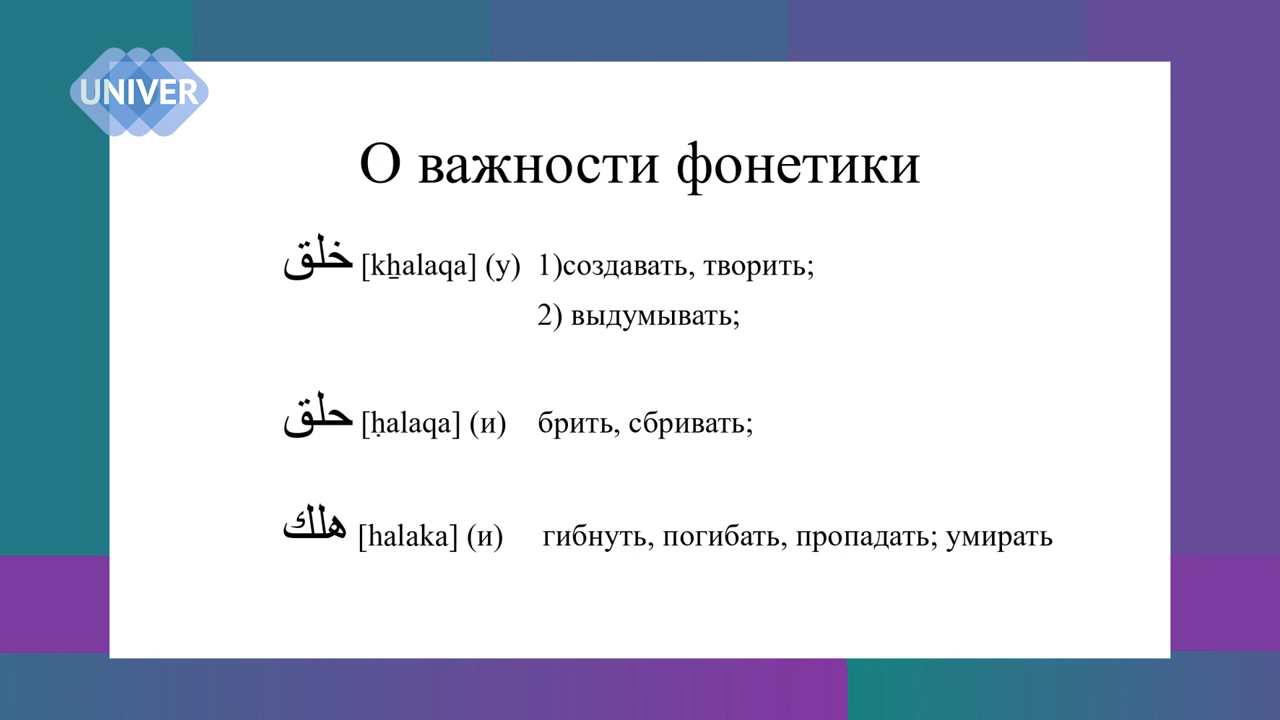 UNIVER
О важности фонетики
خلق [kẖalaqa] (у) 1)создавать, творить;
2) выдумывать;
حلق [ḥalaqa] (и) брить, сбривать;
هلك [halaka] (и) гибнуть, погибать, пропадать; умирать